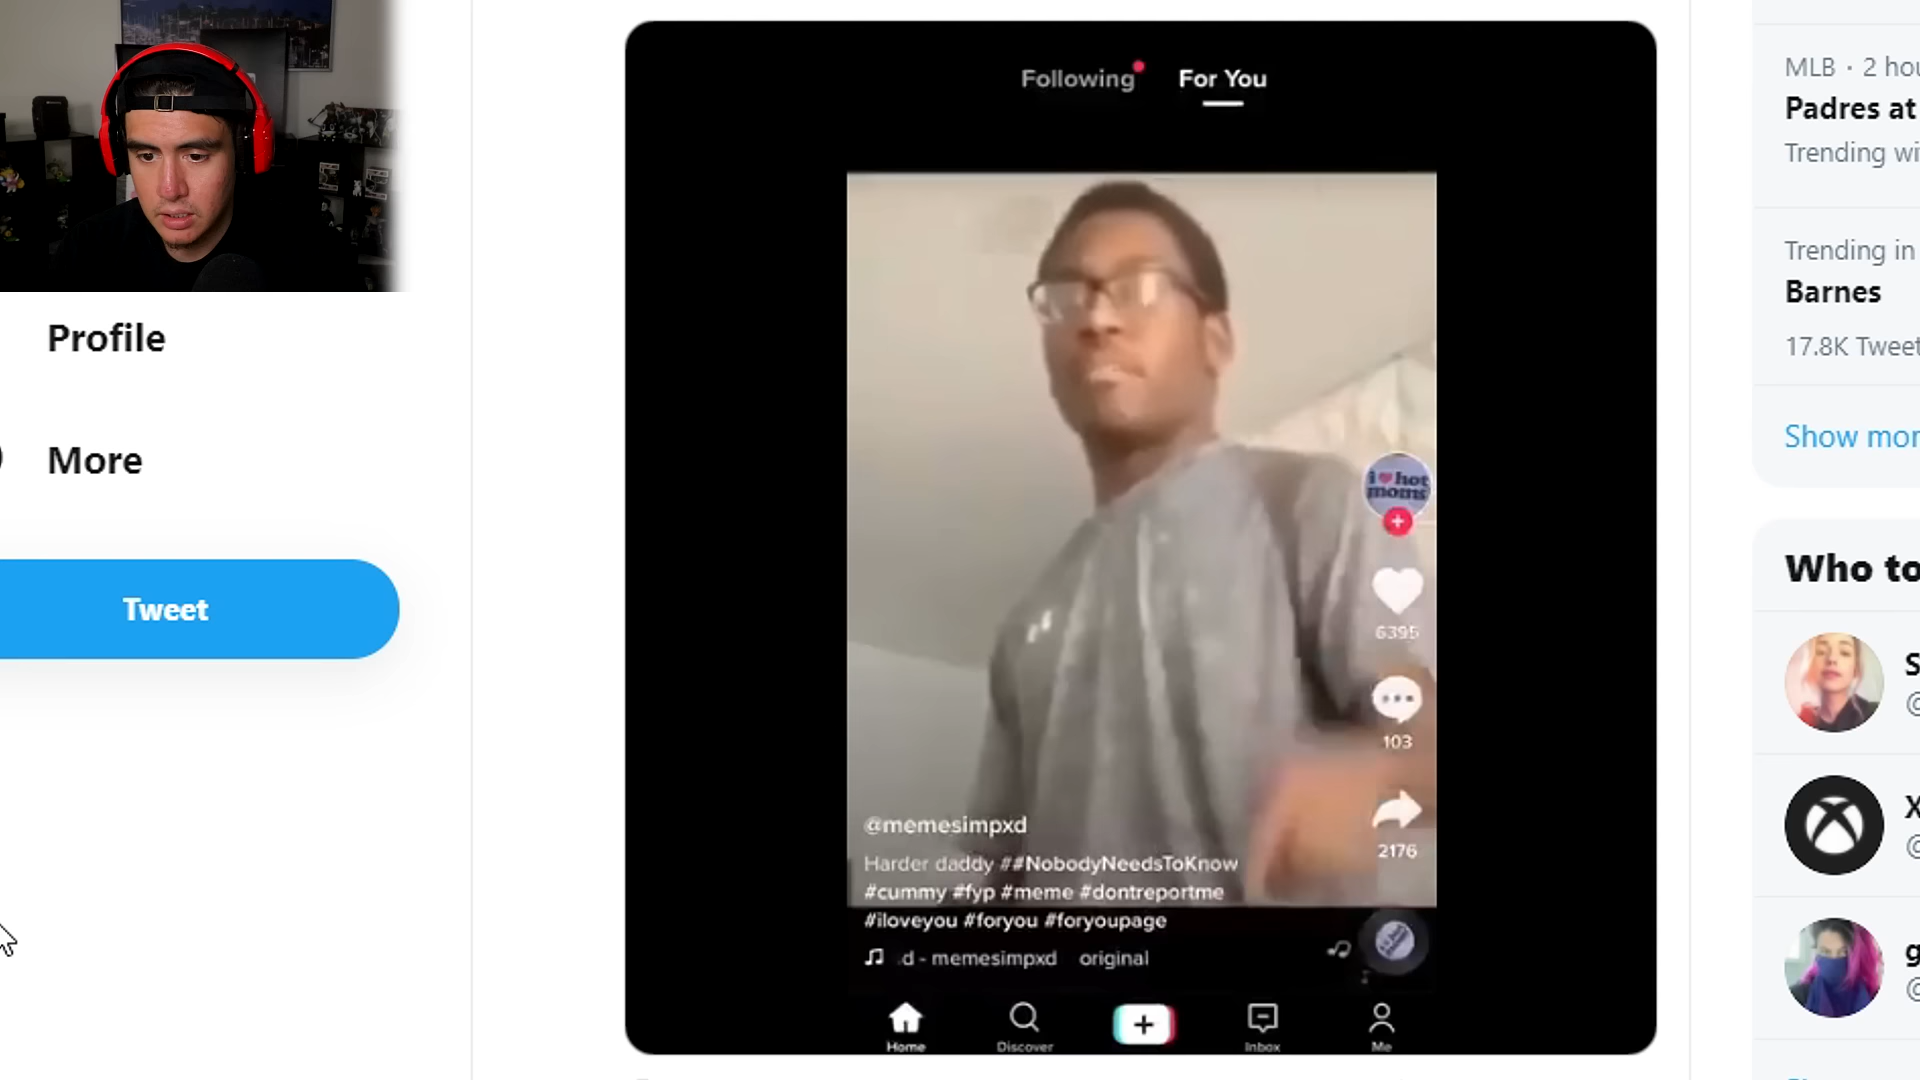 Profile
More
Tweet
Following
For You
i ❤ hot
moms
6395
103
2176
@memesimpxd
Harder daddy ##NobodyNeedsToKnow
#cummy #fyp #meme #dontreportme
#iloveyou #foryou #foryoupage
.d - memesimpxd original
Home
Discover
Inbox
Me
MLB · 2 hou
Padres at
Trending wi
Trending in
Barnes
17.8K Tweet
Show mor
Who to
S
@
X
@
g
@